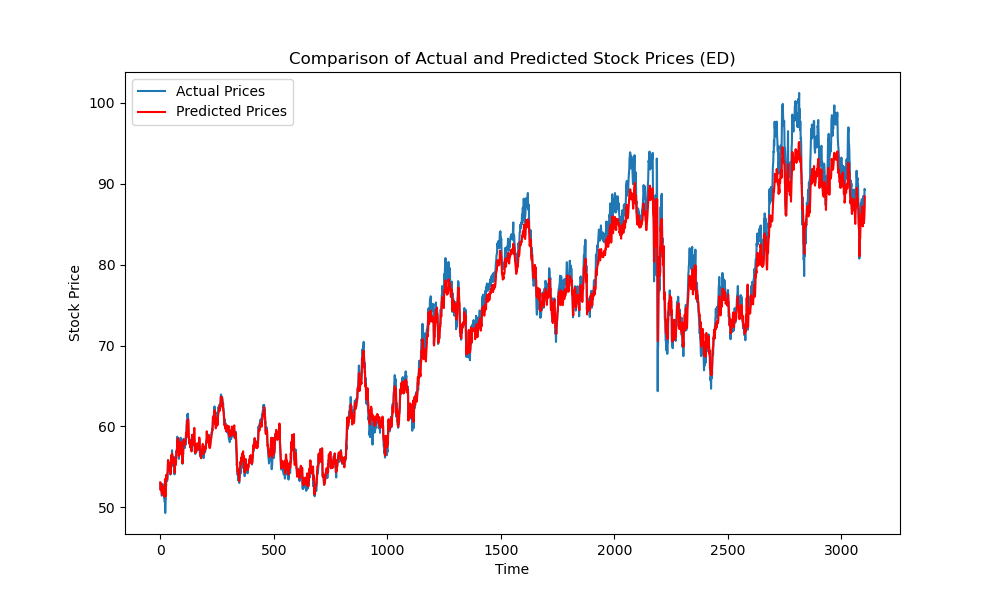 Comparison of Actual and Predicted Stock Prices (ED)
Actual Prices
Predicted Prices
Stock Price
100
90
80
70
60
50
0
500
1000
1500
2000
2500
3000
Time